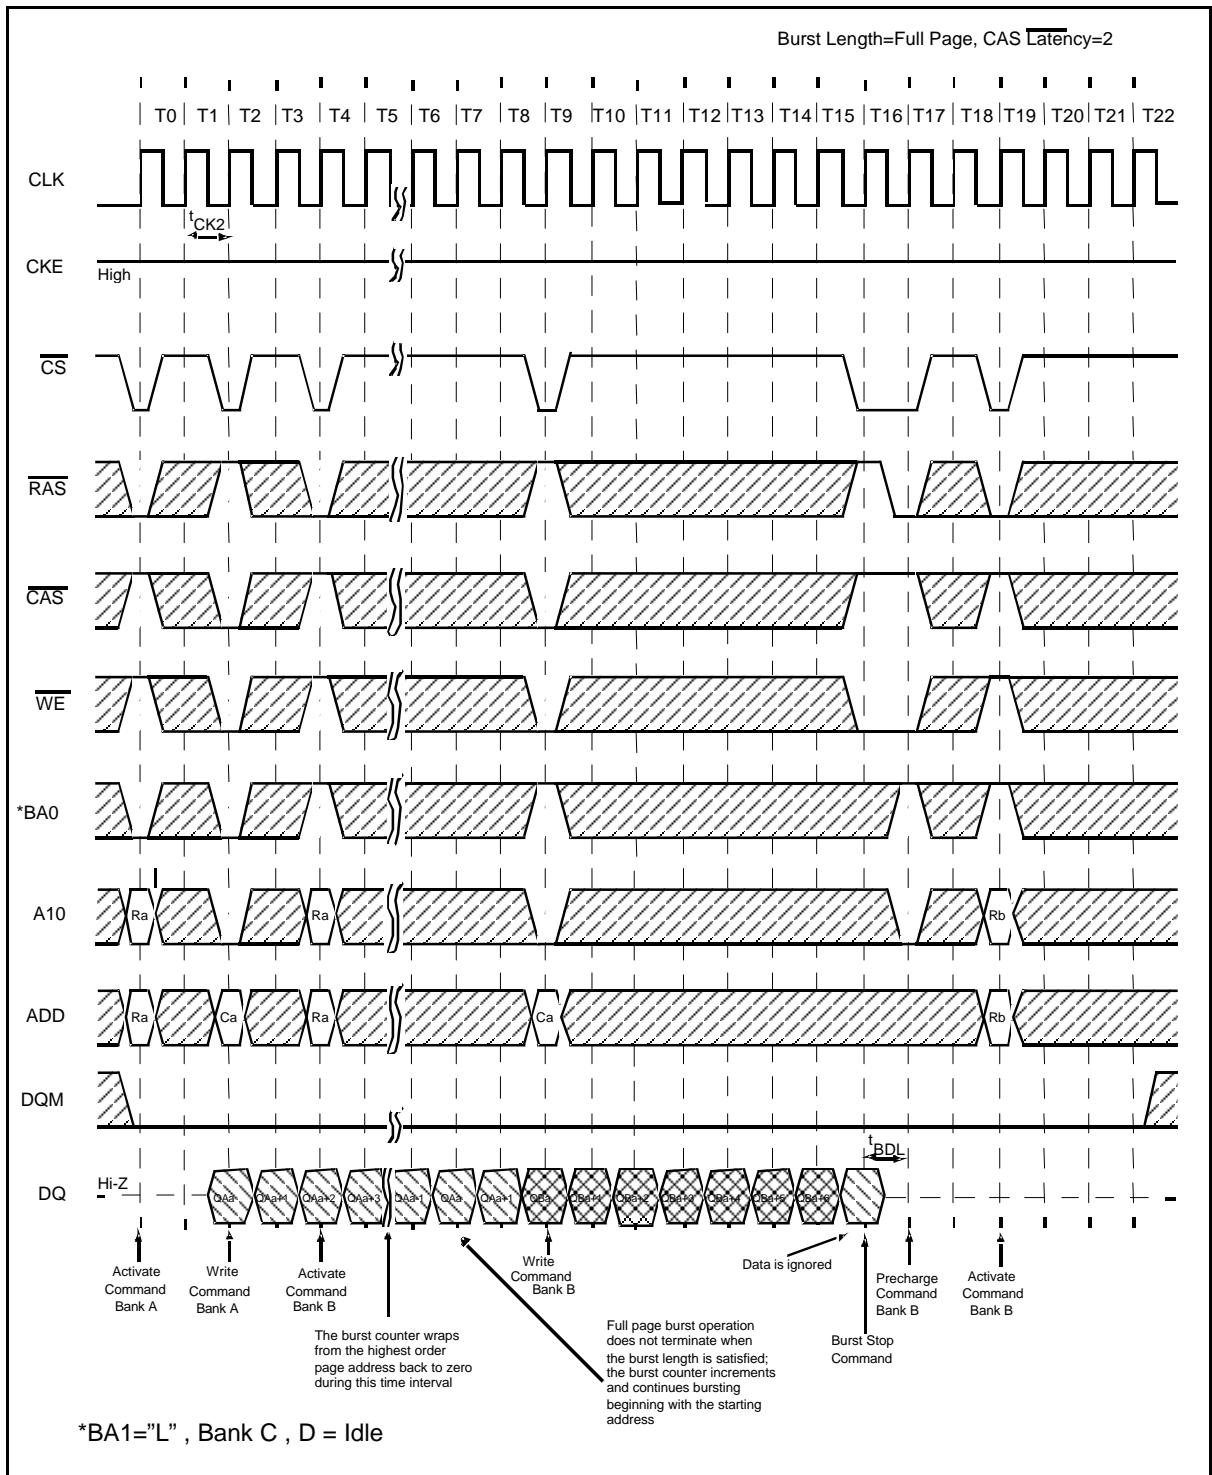 Burst Length=Full Page, CAS Latency=2
T0 T1 T2 T3 T4 T5 T6 T7 T8 T9 T10 T11 T12 T13 T14 T15 T16 T17 T18 T19 T20 T21 T22
CLK
tCK2
CKE
High
CS
RAS
CAS
WE
*BA0
A10
Ra Ra Rb
ADD
Ra Ca Ra Ca Rb
DQM
tBDL
DQ
Hi-Z
QAa QAa+1 QAa+2 QAa+3 QAa-1 QAa QAa+1 QBa QBa+1 QBa+2 QBa+3 QBa+4 QBa+5 QBa+6
Activate
Command
Bank A
Write
Command
Bank A
Activate
Command
Bank B
Write
Command
Bank B
Data is ignored
Precharge
Command
Bank B
Activate
Command
Bank B
The burst counter wraps
from the highest order
page address back to zero
during this time interval
Full page burst operation
does not terminate when
the burst length is satisfied;
the burst counter increments
and continues bursting
beginning with the starting
address
Burst Stop
Command
*BA1=”L” , Bank C , D = Idle